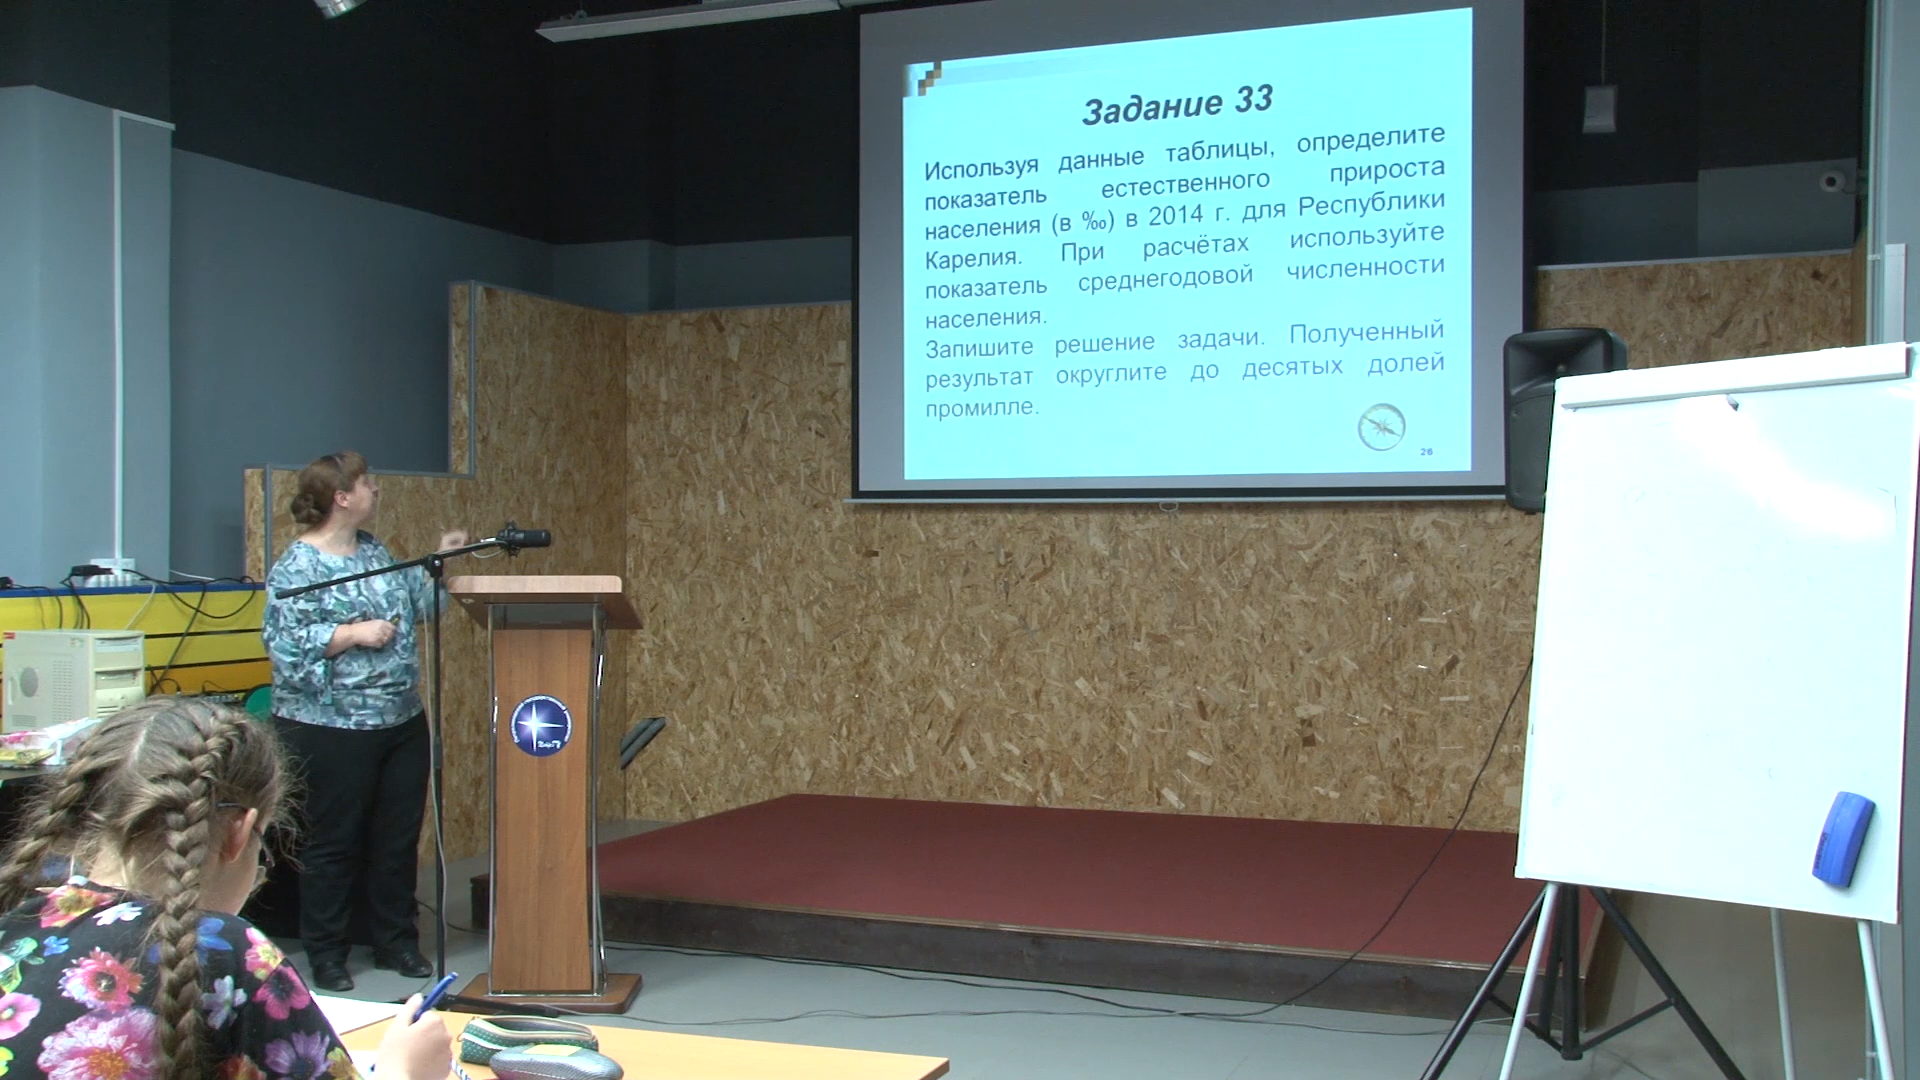 Задание 33
Используя данные таблицы, определите
показатель естественного прироста
населения (в ‰) в 2014 г. для Республики
Карелия. При расчётах используйте
показатель среднегодовой численности
населения.
Запишите решение задачи. Полученный
результат округлите до десятых долей
промилле.
26